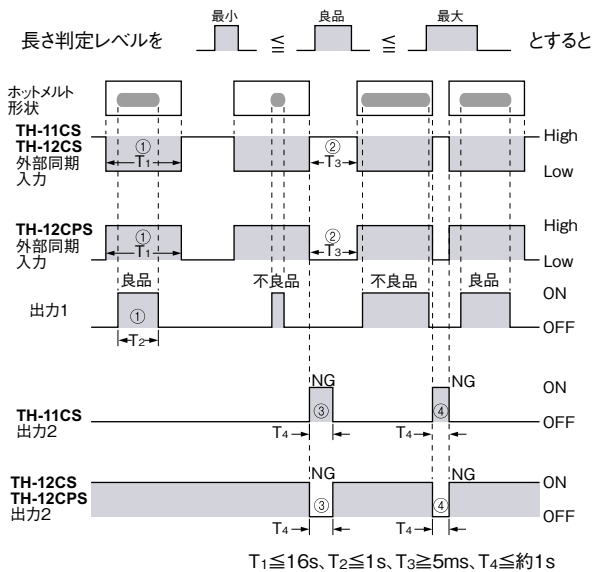 最小 良品 最大
長さ判定レベルを ≦ ≦ とすると
ホットメルト
形状
TH-11CS
TH-12CS
外部同期
入力
① T1 ② T3
High
Low
TH-12CPS
外部同期
入力
① T1 ② T3
High
Low
良品 不良品 不良品 良品
出力1
①
T2
ON
OFF
NG NG
TH-11CS
出力2
③ ④
T4 T4
ON
OFF
NG NG
TH-12CS
TH-12CPS
出力2
③ ④
T4 T4
ON
OFF
T1≦16s、T2≦1s、T3≧5ms、T4≦約1s